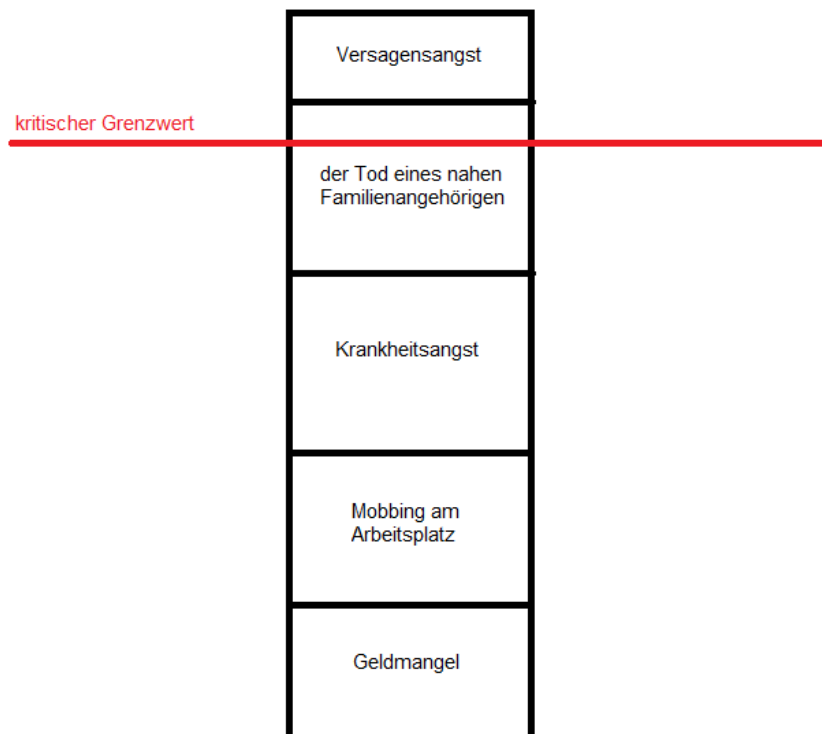 Versagensangst
kritischer Grenzwert
der Tod eines nahen
Familienangehörigen
Krankheitsangst
Mobbing am
Arbeitsplatz
Geldmangel